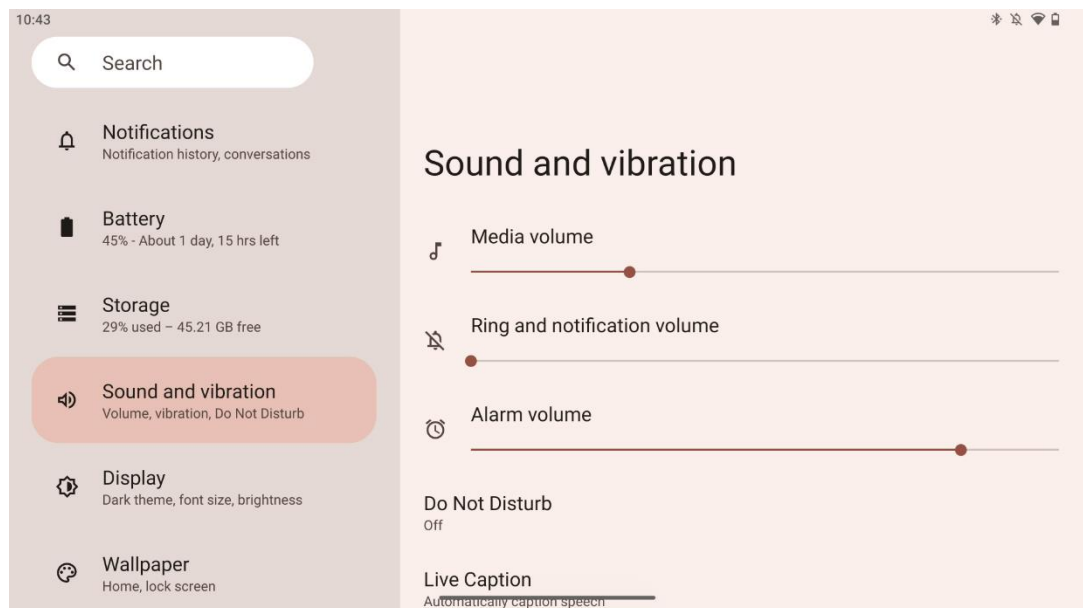 10:43
Search
Notifications
Notification history, conversations
Battery
45% - About 1 day, 15 hrs left
Storage
29% used – 45.21 GB free
Sound and vibration
Volume, vibration, Do Not Disturb
Display
Dark theme, font size, brightness
Wallpaper
Home, lock screen
Sound and vibration
Media volume
Ring and notification volume
Alarm volume
Do Not Disturb
Off
Live Caption
Automatically caption speech